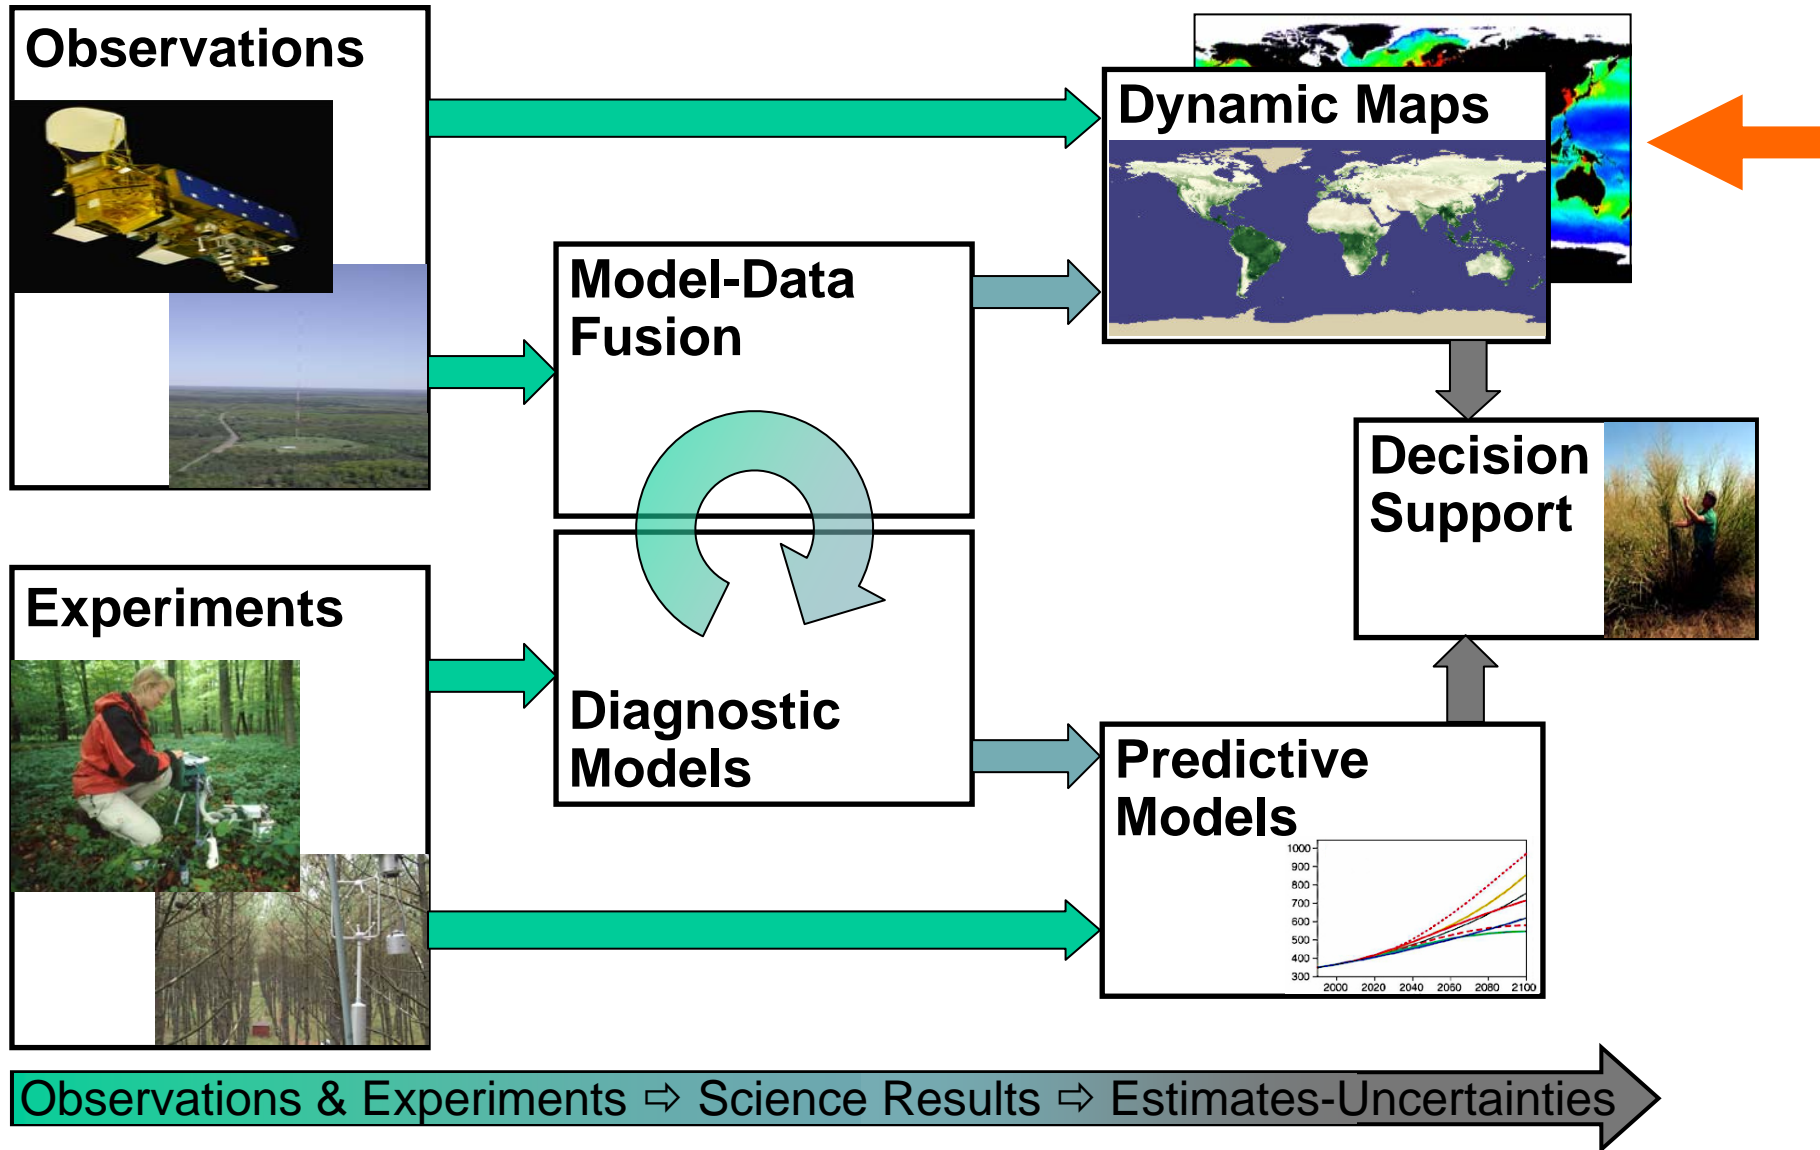 Observations
Dynamic Maps
Model-Data
Fusion
Decision
Support
Experiments
Diagnostic
Models
Predictive
Models
1000
900
800
700
600
500
400
300
2000 2020 2040 2060 2080 2100
Observations & Experiments ⇨ Science Results ⇨ Estimates-Uncertainties